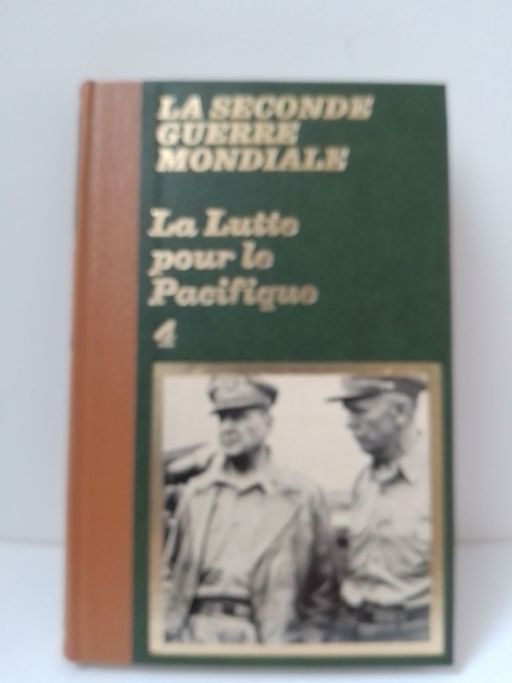 LA SECONDE
GUERRE
MONDIALE
La Lutte
pour le
Pacifique
4